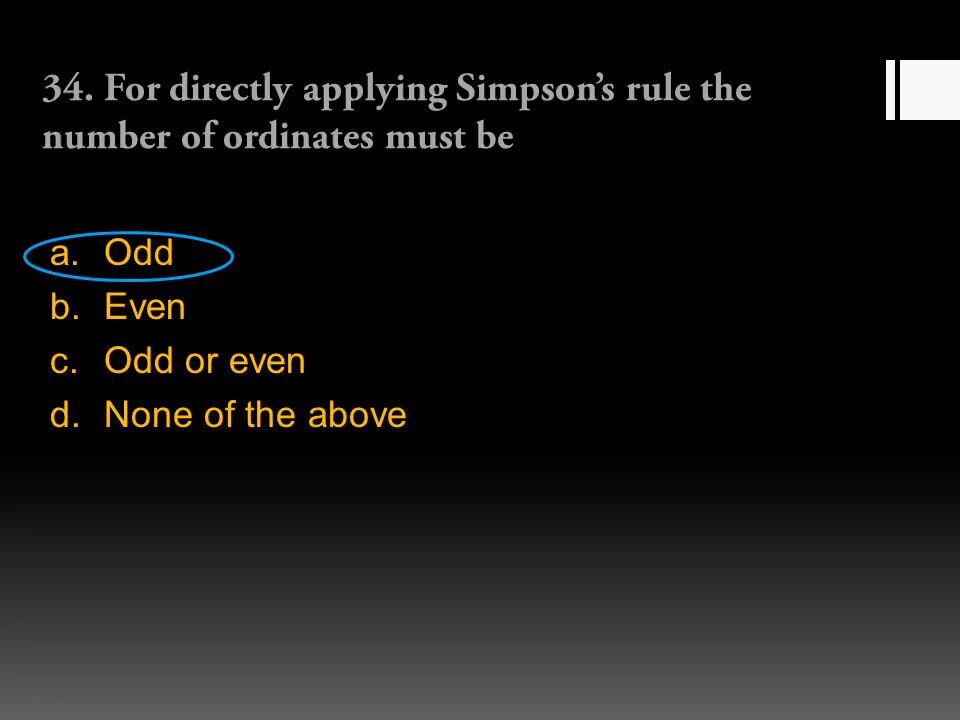 34. For directly applying Simpson’s rule the
number of ordinates must be
a. Odd
b. Even
c. Odd or even
d. None of the above